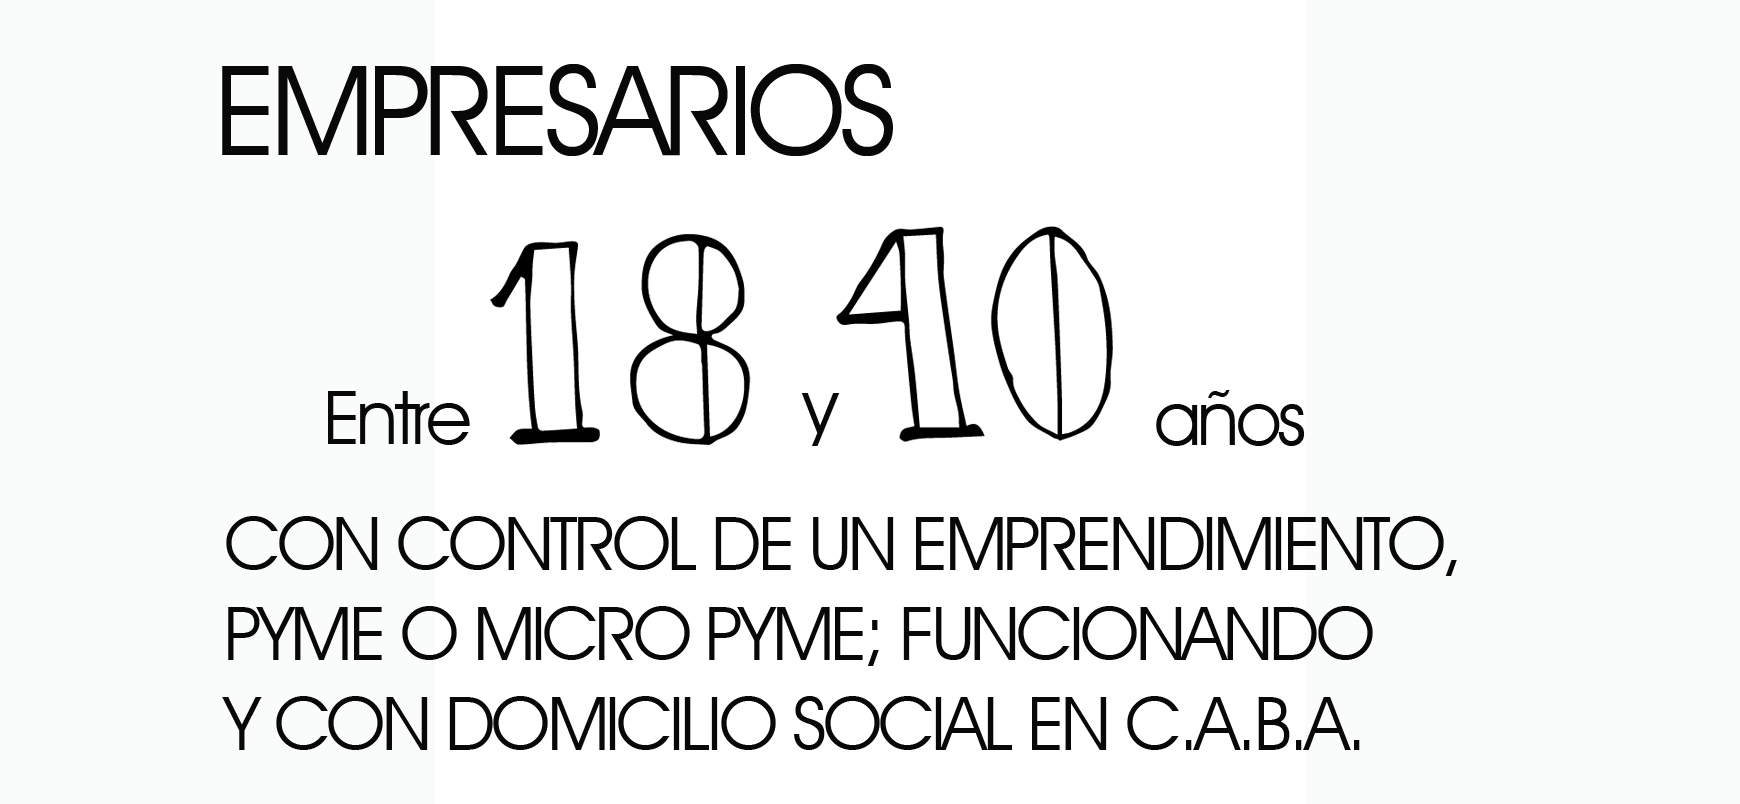 EMPRESARIOS
Entre 18 y 40 años
CON CONTROL DE UN EMPRENDIMIENTO,
PYME O MICRO PYME; FUNCIONANDO
Y CON DOMICILIO SOCIAL EN C.A.B.A.